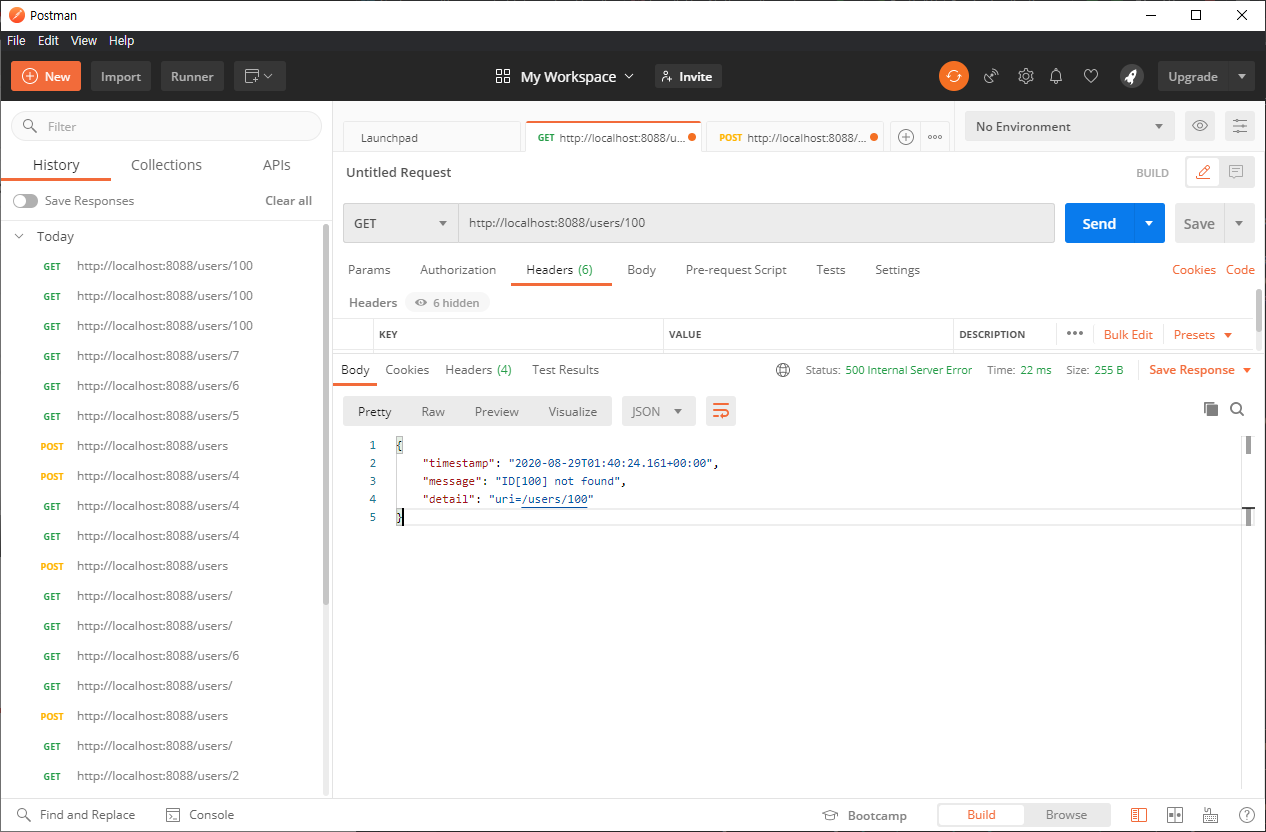 Postman
File Edit View Help
New Import Runner My Workspace Invite Upgrade
Filter
History Collections APIs
Save Responses Clear all
Today
GET http://localhost:8088/users/100
GET http://localhost:8088/users/100
GET http://localhost:8088/users/100
GET http://localhost:8088/users/7
GET http://localhost:8088/users/6
GET http://localhost:8088/users/5
POST http://localhost:8088/users
POST http://localhost:8088/users/4
GET http://localhost:8088/users/4
GET http://localhost:8088/users/4
POST http://localhost:8088/users
GET http://localhost:8088/users/
GET http://localhost:8088/users/
GET http://localhost:8088/users/6
GET http://localhost:8088/users/
POST http://localhost:8088/users
GET http://localhost:8088/users/
GET http://localhost:8088/users/2
Launchpad GET http://localhost:8088/u... POST http://localhost:8088/... No Environment
Untitled Request BUILD
GET http://localhost:8088/users/100 Send Save
Params Authorization Headers (6) Body Pre-request Script Tests Settings Cookies Code
Headers 6 hidden
KEY VALUE DESCRIPTION Bulk Edit Presets
Body Cookies Headers (4) Test Results Status: 500 Internal Server Error Time: 22 ms Size: 255 B Save Response
Pretty Raw Preview Visualize JSON
1 {
2 "timestamp": "2020-08-29T01:40:24.161+00:00",
3 "message": "ID[100] not found",
4 "detail": "uri=/users/100"
5 }
Find and Replace Console Bootcamp Build Browse